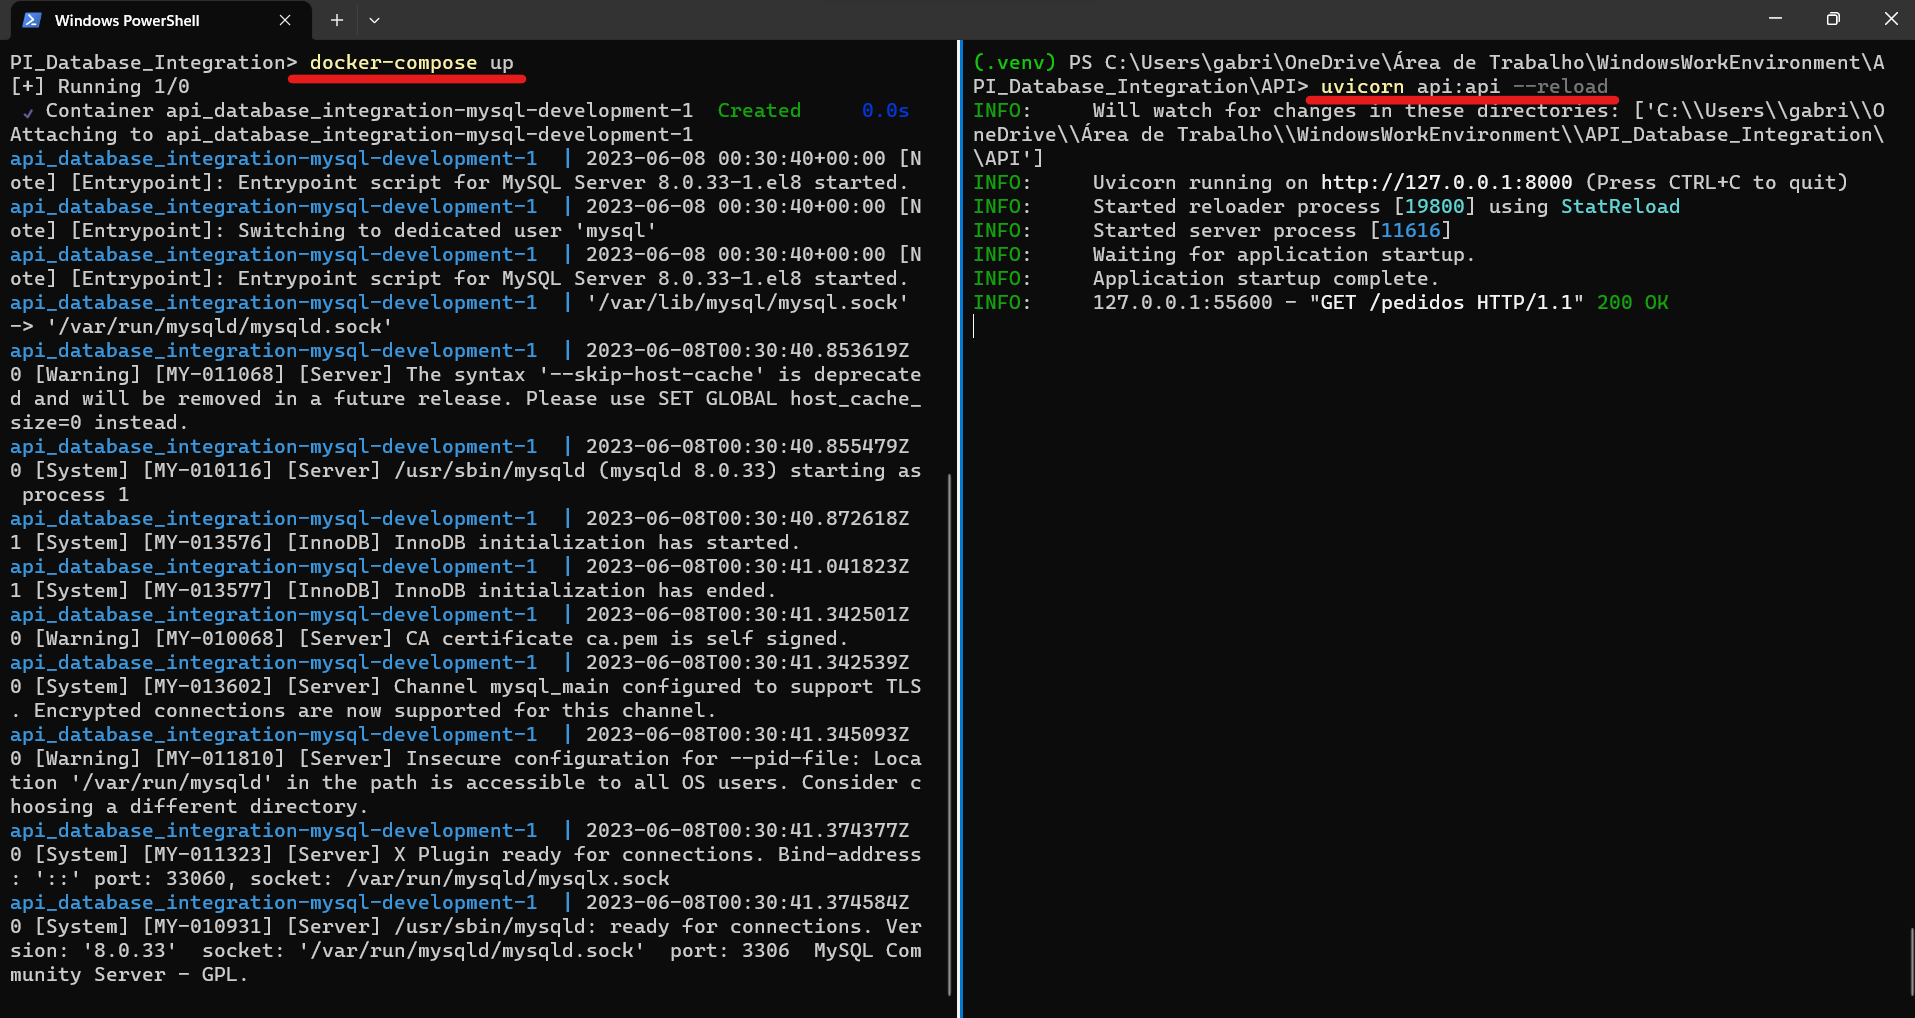 Windows PowerShell
PI_Database_Integration> docker-compose up
[+] Running 1/0
✓ Container api_database_integration-mysql-development-1  Created     0.0s
Attaching to api_database_integration-mysql-development-1
api_database_integration-mysql-development-1  | 2023-06-08 00:30:40+00:00 [N
ote] [Entrypoint]: Entrypoint script for MySQL Server 8.0.33-1.el8 started.
api_database_integration-mysql-development-1  | 2023-06-08 00:30:40+00:00 [N
ote] [Entrypoint]: Switching to dedicated user 'mysql'
api_database_integration-mysql-development-1  | 2023-06-08 00:30:40+00:00 [N
ote] [Entrypoint]: Entrypoint script for MySQL Server 8.0.33-1.el8 started.
api_database_integration-mysql-development-1  | '/var/lib/mysql/mysql.sock'
-> '/var/run/mysqld/mysqld.sock'
api_database_integration-mysql-development-1  | 2023-06-08T00:30:40.853619Z
0 [Warning] [MY-011068] [Server] The syntax '--skip-host-cache' is deprecate
d and will be removed in a future release. Please use SET GLOBAL host_cache_
size=0 instead.
api_database_integration-mysql-development-1  | 2023-06-08T00:30:40.855479Z
0 [System] [MY-010116] [Server] /usr/sbin/mysqld (mysqld 8.0.33) starting as
 process 1
api_database_integration-mysql-development-1  | 2023-06-08T00:30:40.872618Z
1 [System] [MY-013576] [InnoDB] InnoDB initialization has started.
api_database_integration-mysql-development-1  | 2023-06-08T00:30:41.041823Z
1 [System] [MY-013577] [InnoDB] InnoDB initialization has ended.
api_database_integration-mysql-development-1  | 2023-06-08T00:30:41.342501Z
0 [Warning] [MY-010068] [Server] CA certificate ca.pem is self signed.
api_database_integration-mysql-development-1  | 2023-06-08T00:30:41.342539Z
0 [System] [MY-013602] [Server] Channel mysql_main configured to support TLS
. Encrypted connections are now supported for this channel.
api_database_integration-mysql-development-1  | 2023-06-08T00:30:41.345093Z
0 [Warning] [MY-011810] [Server] Insecure configuration for --pid-file: Loca
tion '/var/run/mysqld' in the path is accessible to all OS users. Consider c
hoosing a different directory.
api_database_integration-mysql-development-1  | 2023-06-08T00:30:41.374377Z
0 [System] [MY-011323] [Server] X Plugin ready for connections. Bind-address
: '::' port: 33060, socket: /var/run/mysqld/mysqlx.sock
api_database_integration-mysql-development-1  | 2023-06-08T00:30:41.374584Z
0 [System] [MY-010931] [Server] /usr/sbin/mysqld: ready for connections. Ver
sion: '8.0.33'  socket: '/var/run/mysqld/mysqld.sock'  port: 3306  MySQL Com
munity Server - GPL.
(.venv) PS C:\Users\gabri\OneDrive\Área de Trabalho\WindowsWorkEnvironment\A
PI_Database_Integration\API> uvicorn api:api --reload
INFO:     Will watch for changes in these directories: ['C:\\Users\\gabri\\O
neDrive\\Área de Trabalho\\WindowsWorkEnvironment\\API_Database_Integration\
\API']
INFO:     Uvicorn running on http://127.0.0.1:8000 (Press CTRL+C to quit)
INFO:     Started reloader process [19800] using StatReload
INFO:     Started server process [11616]
INFO:     Waiting for application startup.
INFO:     Application startup complete.
INFO:     127.0.0.1:55600 - "GET /pedidos HTTP/1.1" 200 OK